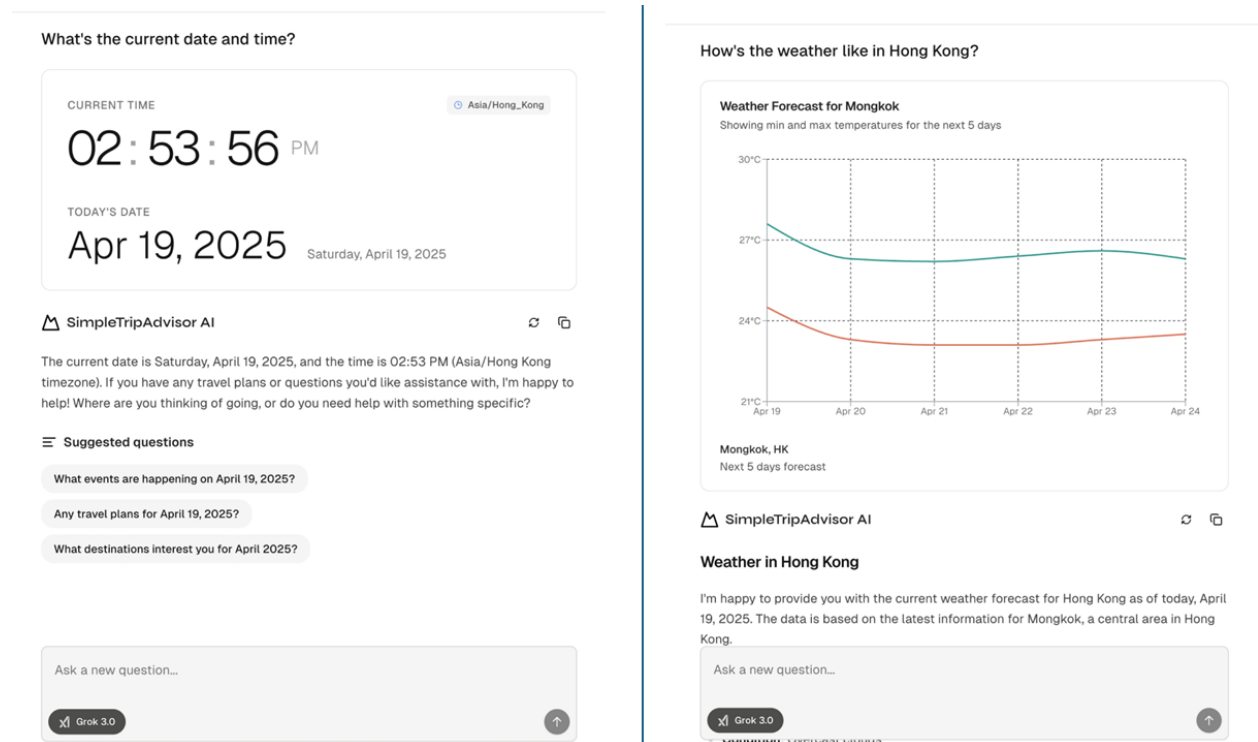 What's the current date and time?
CURRENT TIME
Asia/Hong_Kong
02:53:56 PM
TODAY'S DATE
Apr 19, 2025 Saturday, April 19, 2025
SimpleTripAdvisor AI
The current date is Saturday, April 19, 2025, and the time is 02:53 PM (Asia/Hong Kong
timezone). If you have any travel plans or questions you'd like assistance with, I'm happy to
help! Where are you thinking of going, or do you need help with something specific?
Suggested questions
What events are happening on April 19, 2025?
Any travel plans for April 19, 2025?
What destinations interest you for April 2025?
Ask a new question...
Grok 3.0
How's the weather like in Hong Kong?
Weather Forecast for Mongkok
Showing min and max temperatures for the next 5 days
30°C
27°C
24°C
21°C
Apr 19 Apr 20 Apr 21 Apr 22 Apr 23 Apr 24
Mongkok, HK
Next 5 days forecast
SimpleTripAdvisor AI
Weather in Hong Kong
I'm happy to provide you with the current weather forecast for Hong Kong as of today, April
19, 2025. The data is based on the latest information for Mongkok, a central area in Hong
Kong.
Ask a new question...
Grok 3.0